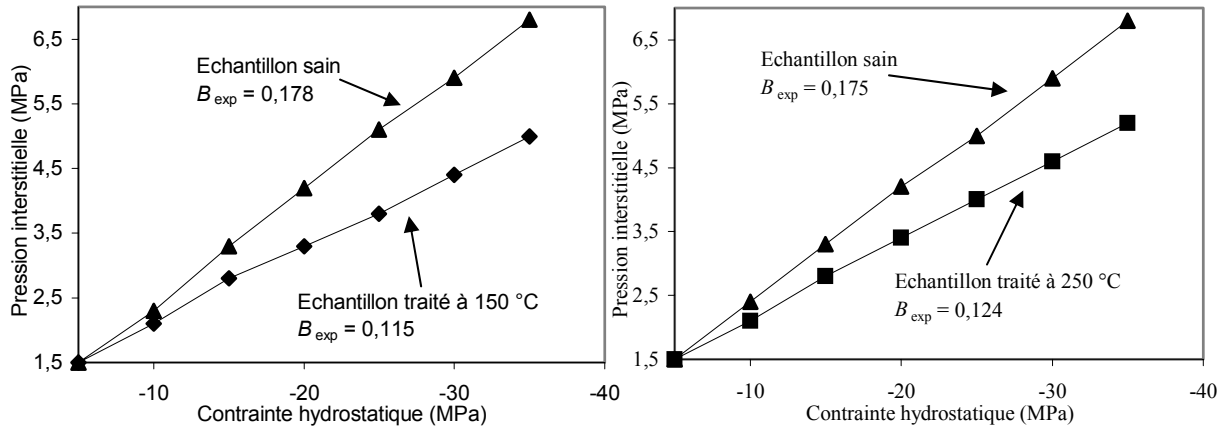 6,5
5,5
4,5
3,5
2,5
1,5
-10
-20
-30
-40
Pression interstitielle (MPa)
Contrainte hydrostatique (MPa)
Echantillon sain
B exp = 0,178
Echantillon traité à 150 °C
B exp = 0,115
6,5
5,5
4,5
3,5
2,5
1,5
-10
-20
-30
-40
Pression interstitielle (MPa)
Contrainte hydrostatique (MPa)
Echantillon sain
B exp = 0,175
Echantillon traité à 250 °C
B exp = 0,124